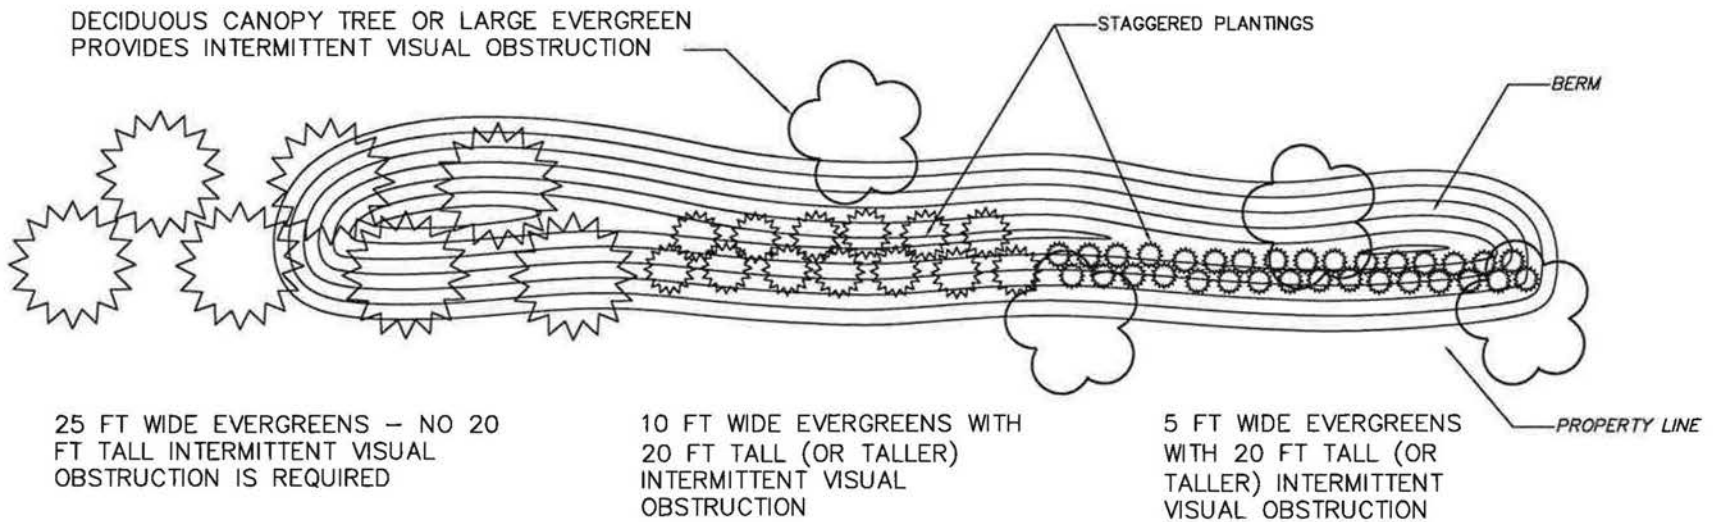 DECIDUOUS CANOPY TREE OR LARGE EVERGREEN
PROVIDES INTERMITTENT VISUAL OBSTRUCTION
STAGGERED PLANTINGS
BERM
25 FT WIDE EVERGREENS – NO 20
FT TALL INTERMITTENT VISUAL
OBSTRUCTION IS REQUIRED
10 FT WIDE EVERGREENS WITH
20 FT TALL (OR TALLER)
INTERMITTENT VISUAL
OBSTRUCTION
5 FT WIDE EVERGREENS
WITH 20 FT TALL (OR
TALLER) INTERMITTENT
VISUAL OBSTRUCTION
PROPERTY LINE